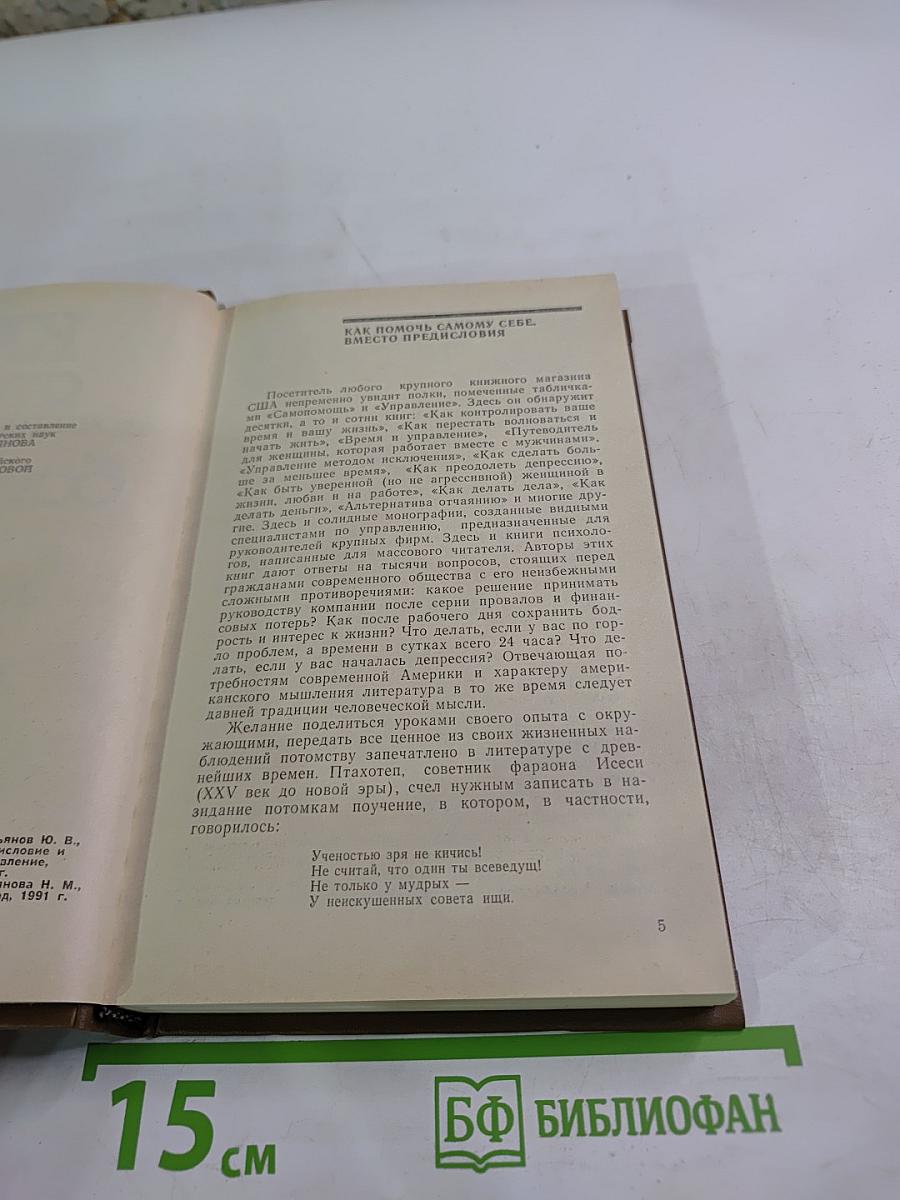 и составление
наук
ОВОЙ
Ю. В.,
и
г.
Н. М.,
1991 г.
КАК ПОМОЧЬ САМОМУ СЕБЕ.
ВМЕСТО ПРЕДИСЛОВИЯ
Посетитель любого крупного книжного магазина
США непременно увидит полки, помеченные табличка-
ми «Самопомощь» и «Управление». Здесь он обнаружит
десятки, а то и сотни книг: «Как контролировать ваше
время и вашу жизнь», «Как перестать волноваться и
начать жить», «Время и управление», «Путеводитель
для женщины, которая работает вместе с мужчинами».
«Управление методом исключения», «Как сделать боль-
ше за меньшее время», «Как преодолеть депрессию»,
«Как быть уверенной (но не агрессивной) женщиной в
жизни, любви и на работе», «Как делать дела», «Как
делать деньги», «Альтернатива отчаянию» и многие дру-
гие. Здесь и солидные монографии, созданные видными
специалистами по управлению, предназначенные для
руководителей крупных фирм. Здесь и книги психоло-
гов, написанные для массового читателя. Авторы этих
книг дают ответы на тысячи вопросов, стоящих перед
гражданами современного общества с его неизбежными
сложными противоречиями: какое решение принимать
руководству компании после серии провалов и финан-
совых потерь? Как после рабочего дня сохранить бод-
рость и интерес к жизни? Что делать, если у вас по гор-
ло проблем, а времени в сутках всего 24 часа? Что де-
лать, если у вас началась депрессия? Отвечающая по-
требностям современной Америки и характеру амери-
канского мышления литература в то же время следует
давней традиции человеческой мысли.
Желание поделиться уроками своего опыта с окру-
жающими, передать все ценное из своих жизненных на-
блюдений потомству запечатлено в литературе с древ-
нейших времен. Птахотеп, советник фараона Исеси
(XXV век до новой эры), счел нужным записать в на-
зидание потомкам поучение, в котором, в частности,
говорилось:
Ученостью зря не кичись!
Не считай, что один ты всеведущ!
Не только у мудрых —
У неискушенных совета ищи.
5
15 см
БФ БИБЛИОФАН